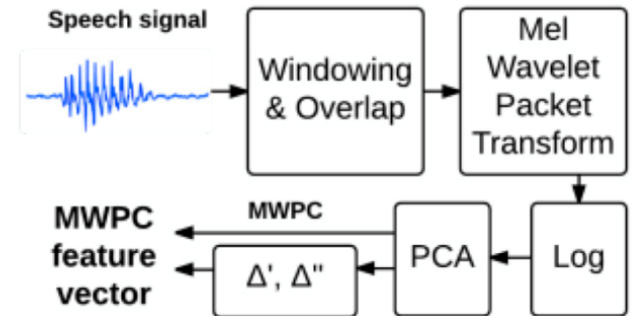 Speech signal
Windowing
& Overlap
Mel
Wavelet
Packet
Transform
MWPC
feature
vector
MWPC
Δ', Δ"
PCA
Log